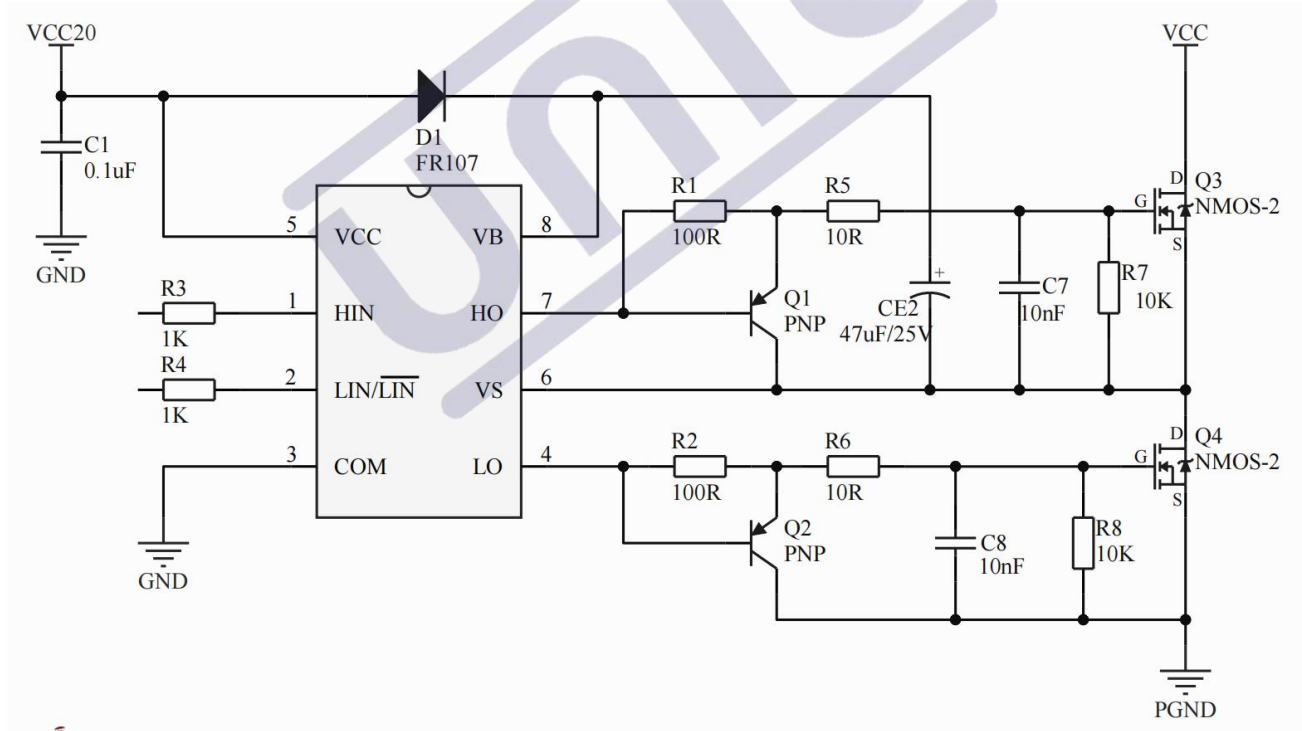 VCC20
VCC
C1
0.1uF
GND
D1
FR107
5
VCC
VB
8
R3
1K
1
HIN
HO
7
R4
1K
2
LIN/L̅I̅N̅
VS
6
3
COM
LO
4
GND
R1
100R
R5
10R
Q1
PNP
CE2
47uF/25V
+
C7
10nF
R7
10K
D
G
S
Q3
NMOS-2
R2
100R
R6
10R
Q2
PNP
C8
10nF
R8
10K
D
G
S
Q4
NMOS-2
PGND